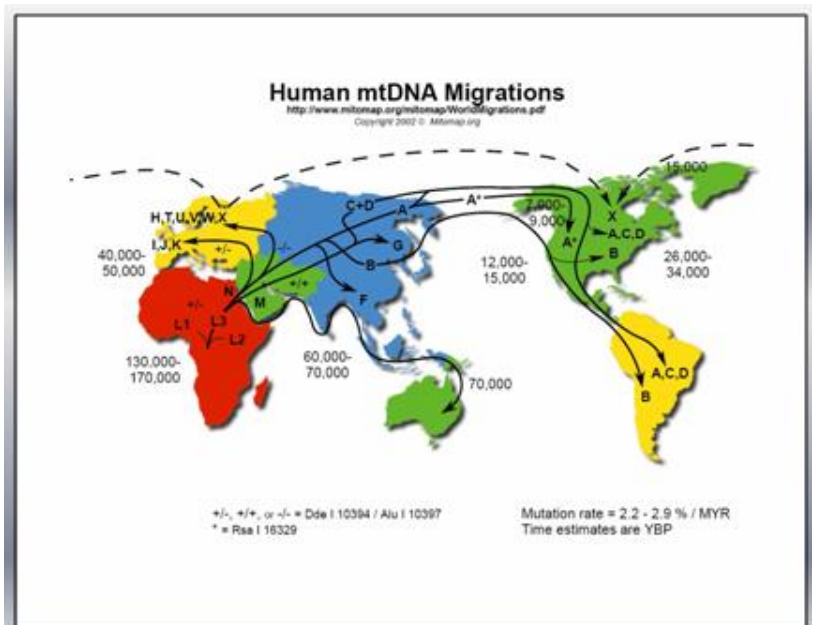 Human mtDNA Migrations
http://www.mitomap.org/mitomap/WorldMigrations.pdf
Copyright 2002 © Mitomap.org
15,000
H,T,U,V,W,X
I,J,K
+/-
-/-
40,000-
50,000
C+D
A
A*
G
B
F
N
M
+/+
+/-
L3
L1
L2
130,000-
170,000
60,000-
70,000
70,000
7,000-
9,000
X
A*
A,C,D
B
12,000-
15,000
26,000-
34,000
A,C,D
B
+/-, +/+, or -/- = Dde I 10394 / Alu I 10397
* = Rsa I 16329
Mutation rate = 2.2 - 2.9 % / MYR
Time estimates are YBP